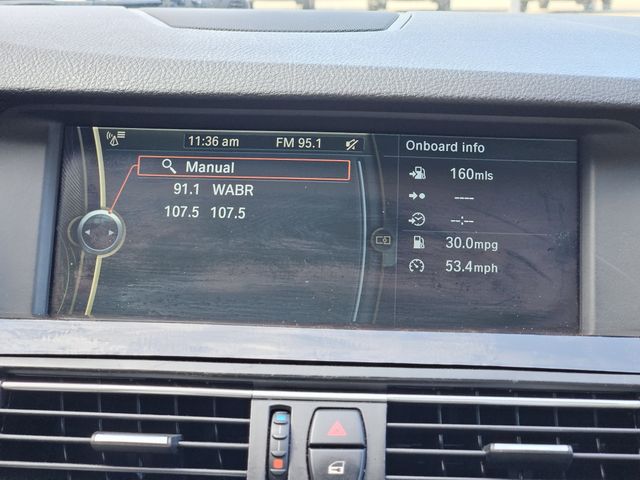 11:36 am FM 95.1
Manual
91.1 WABR
107.5 107.5
Onboard info
160mls
----
--:--
30.0mpg
53.4mph